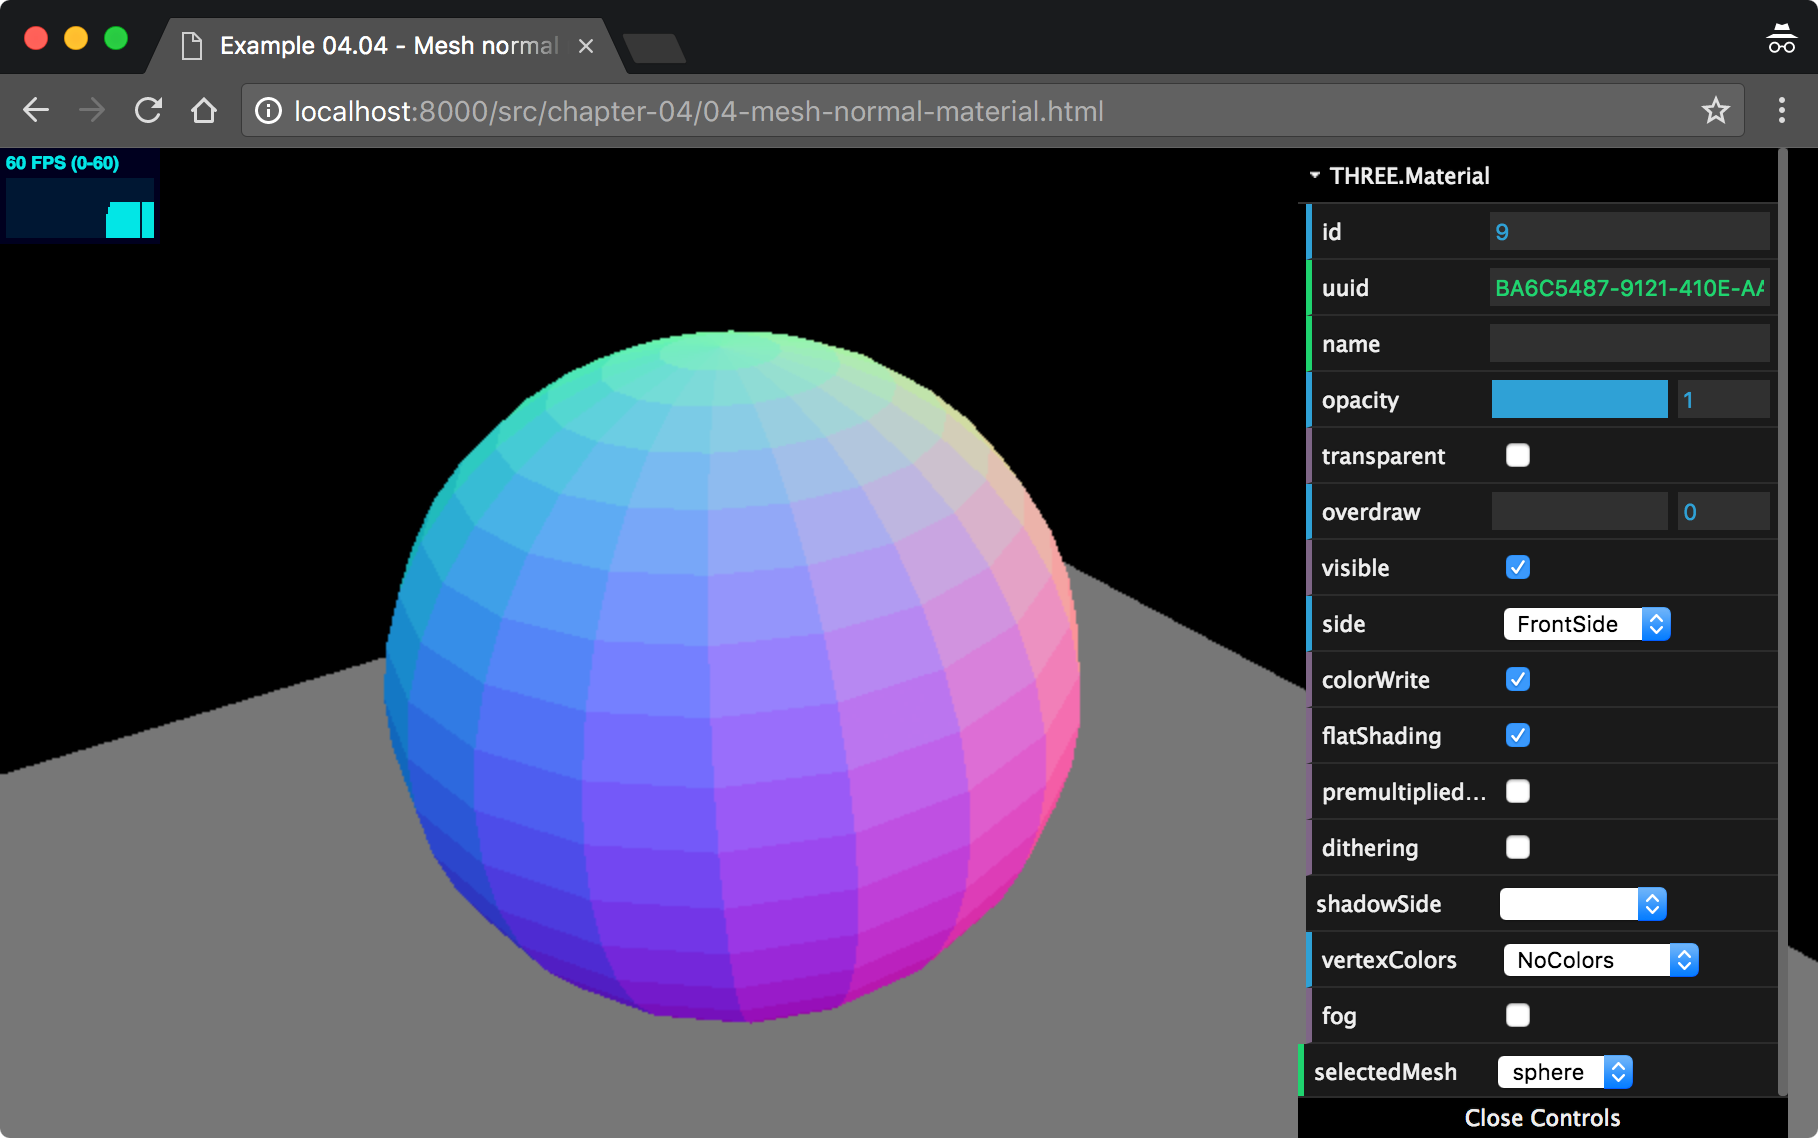 Example 04.04 - Mesh normal
localhost:8000/src/chapter-04/04-mesh-normal-material.html
60 FPS (0-60)
THREE.Material
id 9
uuid BA6C5487-9121-410E-AA
name
opacity 1
transparent
overdraw 0
visible
side FrontSide
colorWrite
flatShading
premultiplied...
dithering
shadowSide
vertexColors NoColors
fog
selectedMesh sphere
Close Controls